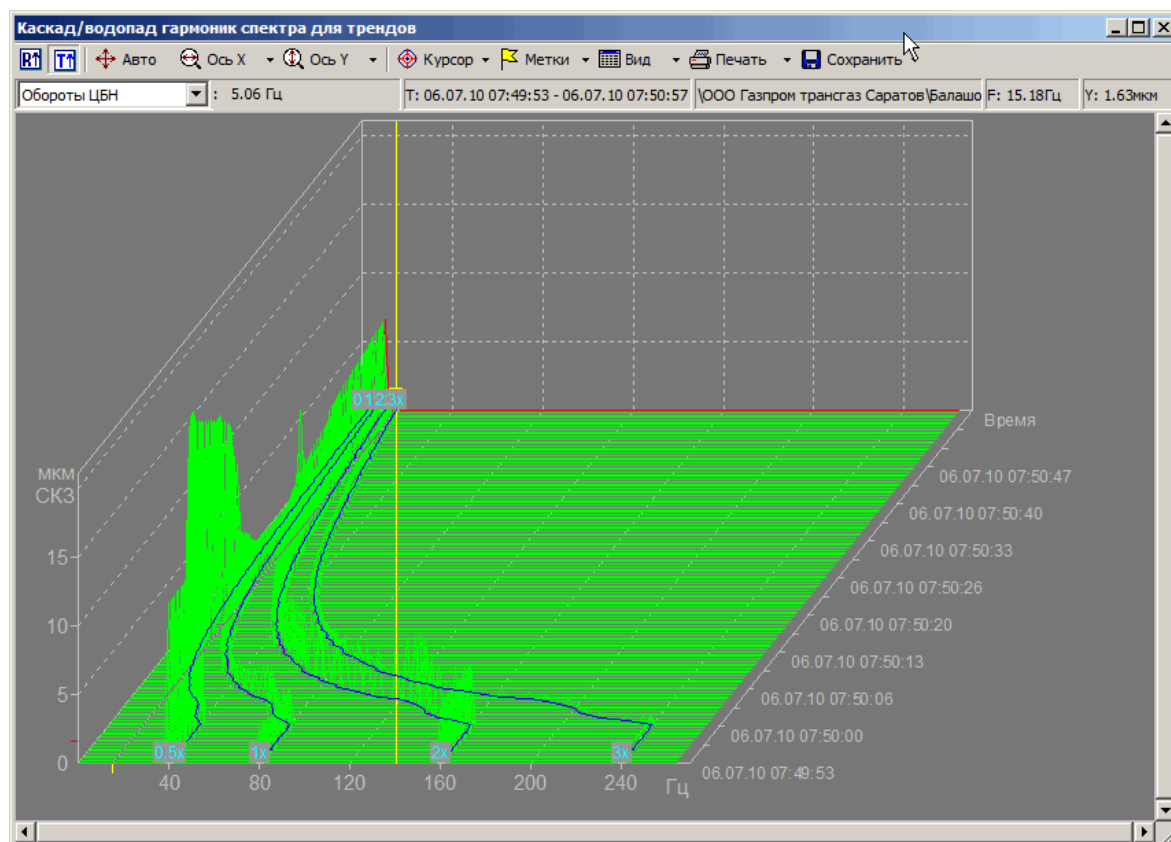 Каскад/водопад гармоник спектра для трендов
R↑ T↑ Авто Ось X Ось Y Курсор Метки Вид Печать Сохранить
Обороты ЦБН : 5.06 Гц T: 06.07.10 07:49:53 - 06.07.10 07:50:57 \ООО Газпром трансгаз Саратов\Балашо F: 15.18Гц Y: 1.63мкм
Время
06.07.10 07:50:47
мкм
СКЗ
06.07.10 07:50:40
06.07.10 07:50:33
15
06.07.10 07:50:26
10
06.07.10 07:50:20
06.07.10 07:50:13
5
06.07.10 07:50:06
06.07.10 07:50:00
0.5x 1x 2x 3x
0
06.07.10 07:49:53
40 80 120 160 200 240 Гц